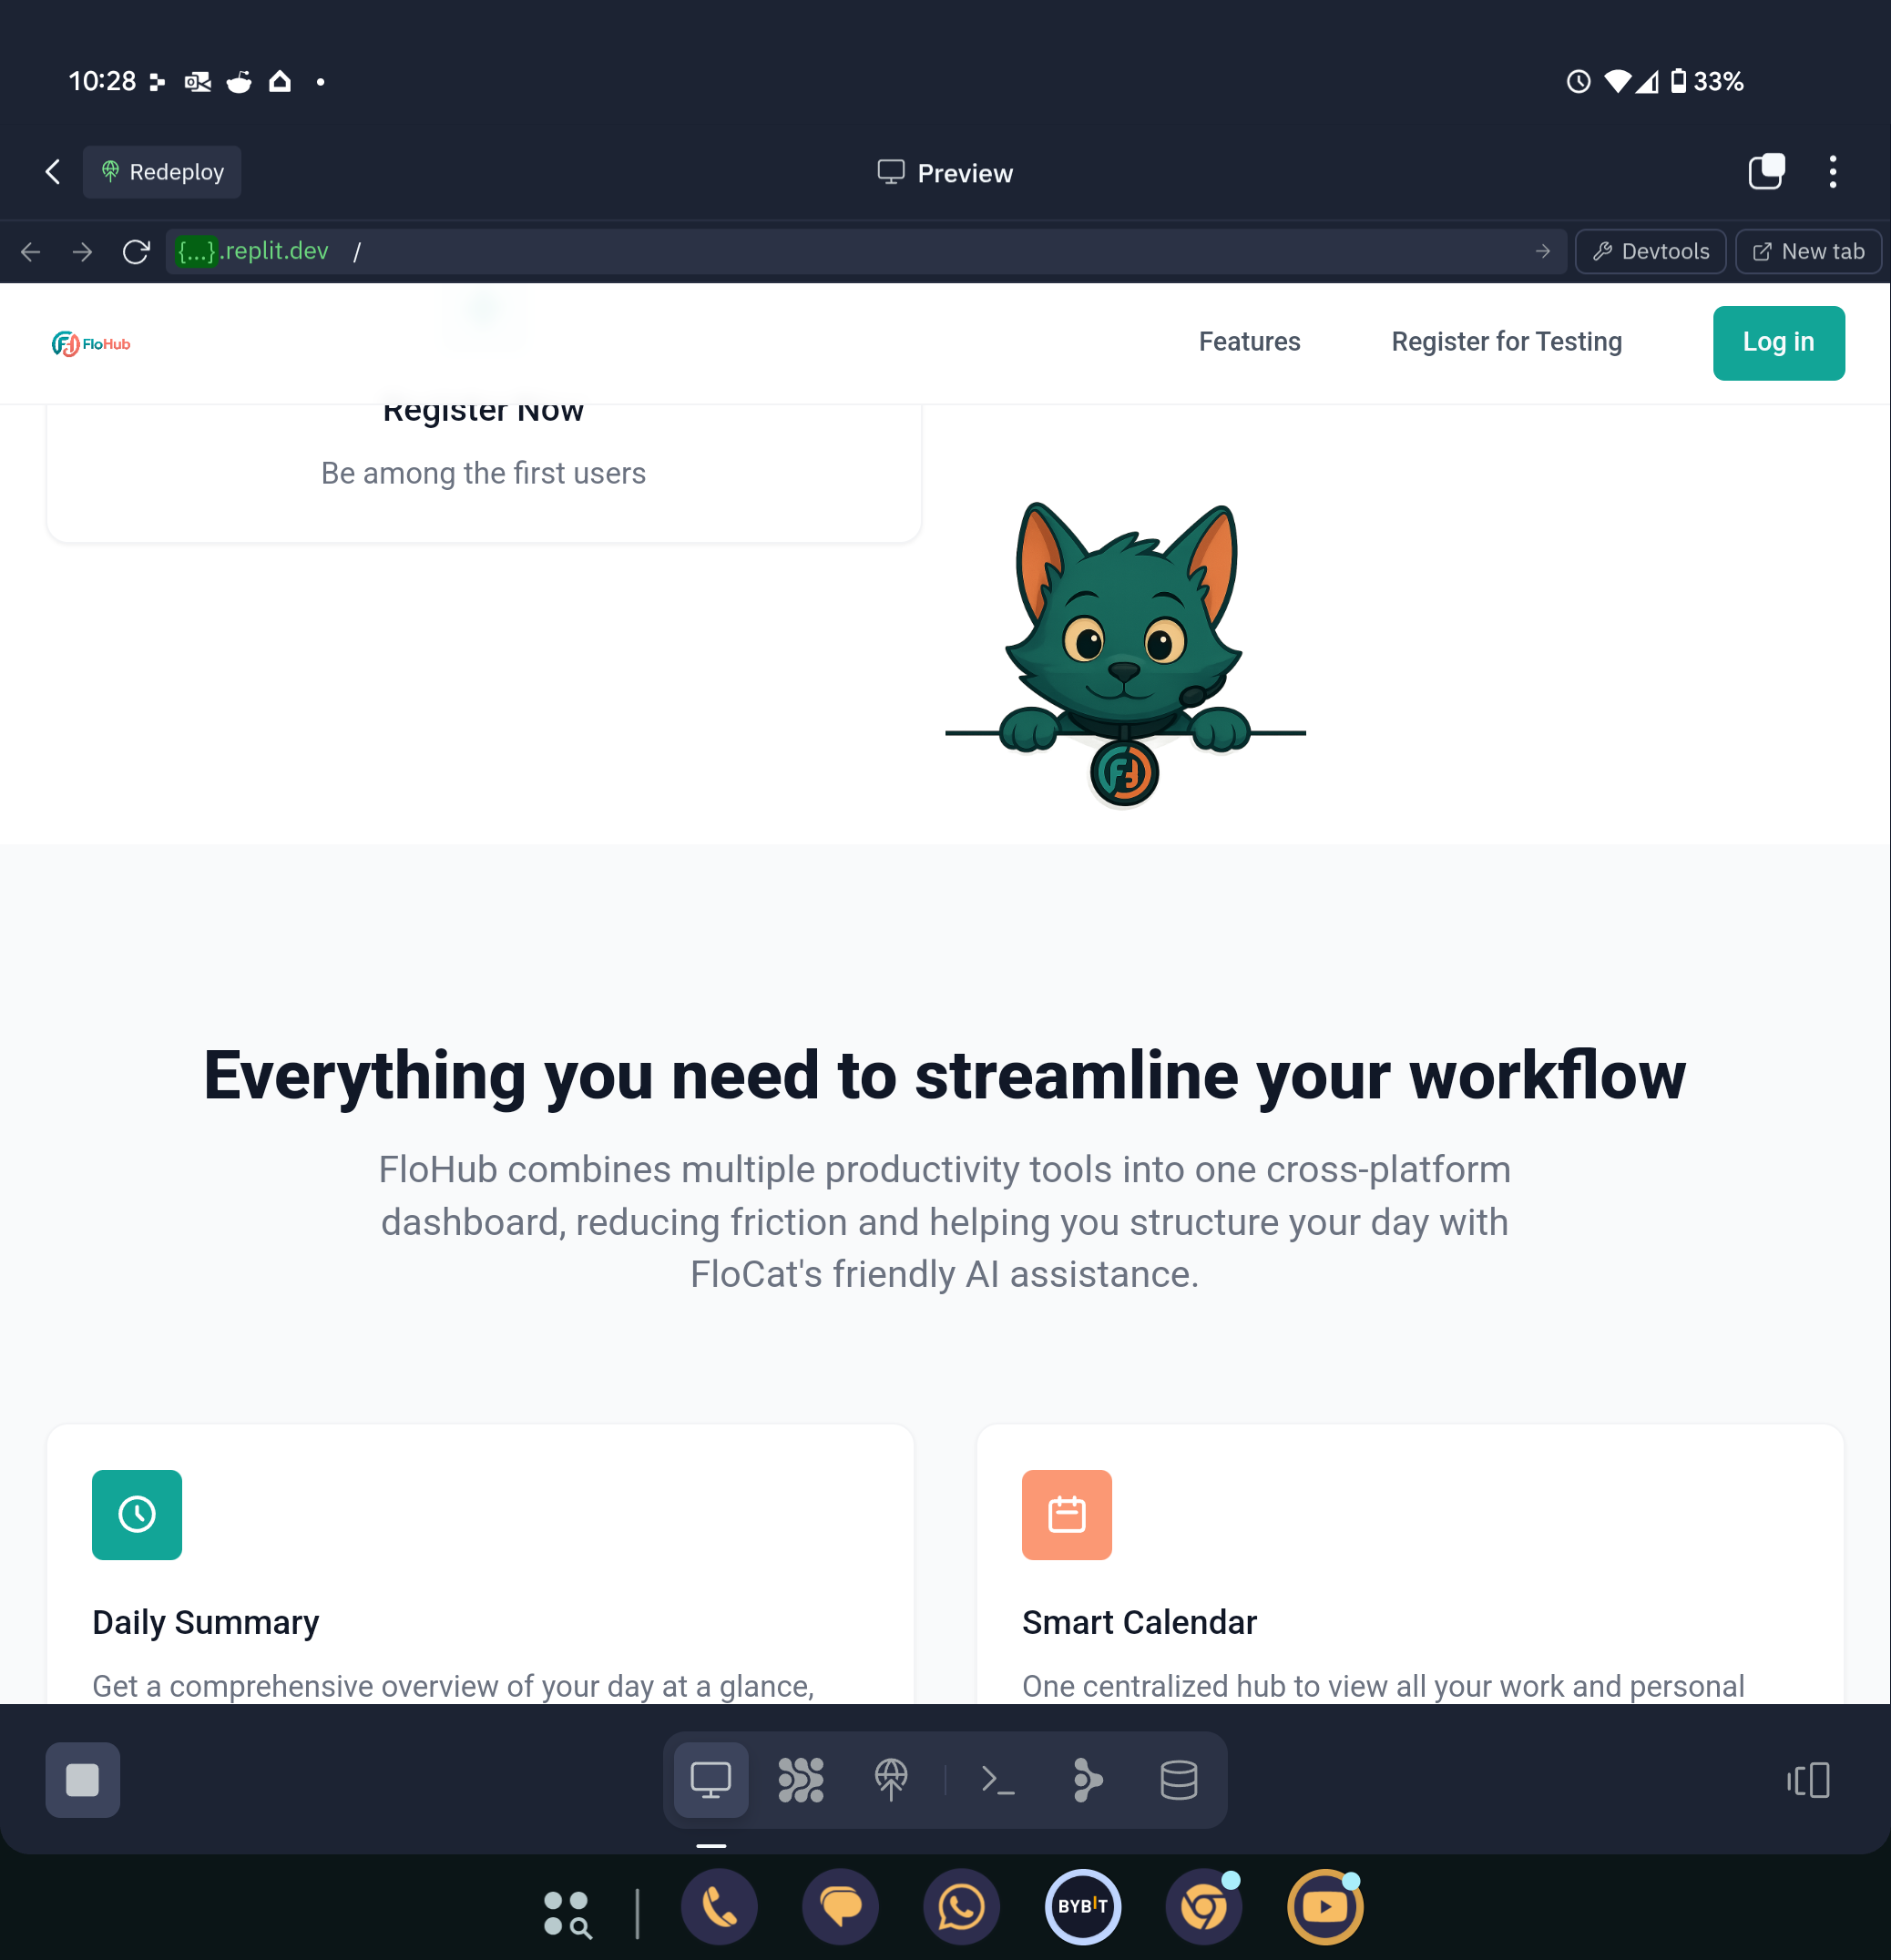 10:28
33%
Redeploy
Preview
{...}.replit.dev /
Devtools
New tab
FloHub
Features
Register for Testing
Log in
Register Now
Be among the first users
Everything you need to streamline your workflow
FloHub combines multiple productivity tools into one cross-platform
dashboard, reducing friction and helping you structure your day with
FloCat's friendly AI assistance.
Daily Summary
Get a comprehensive overview of your day at a glance,
Smart Calendar
One centralized hub to view all your work and personal
BYBIT